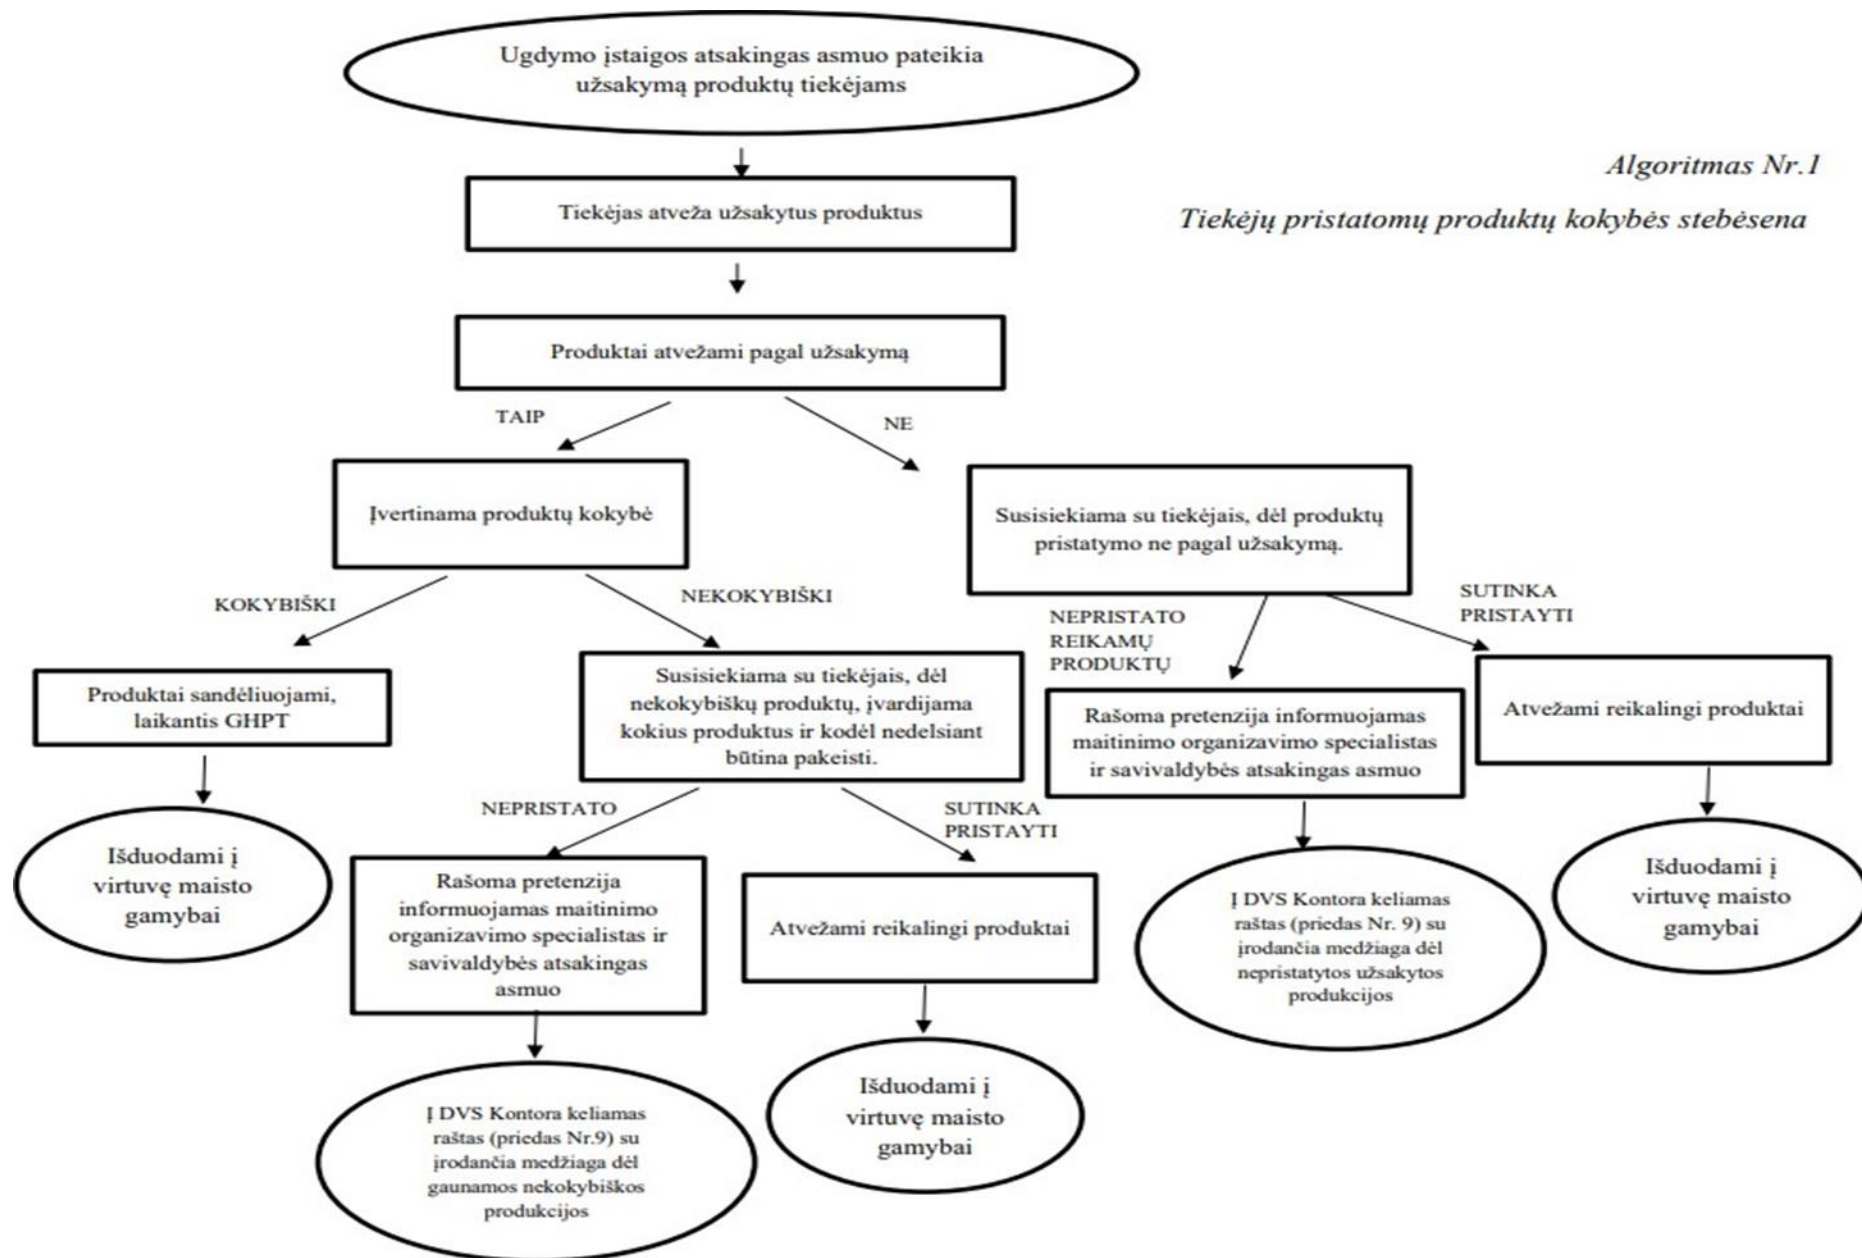 Ugdymo įstaigos atsakingas asmuo pateikia
užsakymą produktų tiekėjams
Algoritmas Nr.1
Tiekėjų pristatomų produktų kokybės stebėsena
Tiekėjas atveža užsakytus produktus
Produktai atvežami pagal užsakymą
TAIP
NE
Įvertinama produktų kokybė
Susisiekiama su tiekėjais, dėl produktų
pristatymo ne pagal užsakymą.
KOKYBIŠKI
NEKOKYBIŠKI
NEPRISTATO
REIKAMŲ
PRODUKTŲ
SUTINKA
PRISTAYTI
Produktai sandėliuojami,
laikantis GHPT
Susisiekiama su tiekėjais, dėl
nekokybiškų produktų, įvardijama
kokius produktus ir kodėl nedelsiant
būtina pakeisti.
Rašoma pretenzija informuojamas
maitinimo organizavimo specialistas
ir savivaldybės atsakingas asmuo
Atvežami reikalingi produktai
NEPRISTATO
SUTINKA
PRISTAYTI
Išduodami į
virtuvę maisto
gamybai
Rašoma pretenzija
informuojamas maitinimo
organizavimo specialistas ir
savivaldybės atsakingas
asmuo
Atvežami reikalingi produktai
Į DVS Kontora keliamas
raštas (priedas Nr. 9) su
įrodančia medžiaga dėl
nepristatytos užsakytos
produkcijos
Išduodami į
virtuvę maisto
gamybai
Į DVS Kontora keliamas
raštas (priedas Nr.9) su
įrodančia medžiaga dėl
gaunamos nekokybiškos
produkcijos
Išduodami į
virtuvę maisto
gamybai